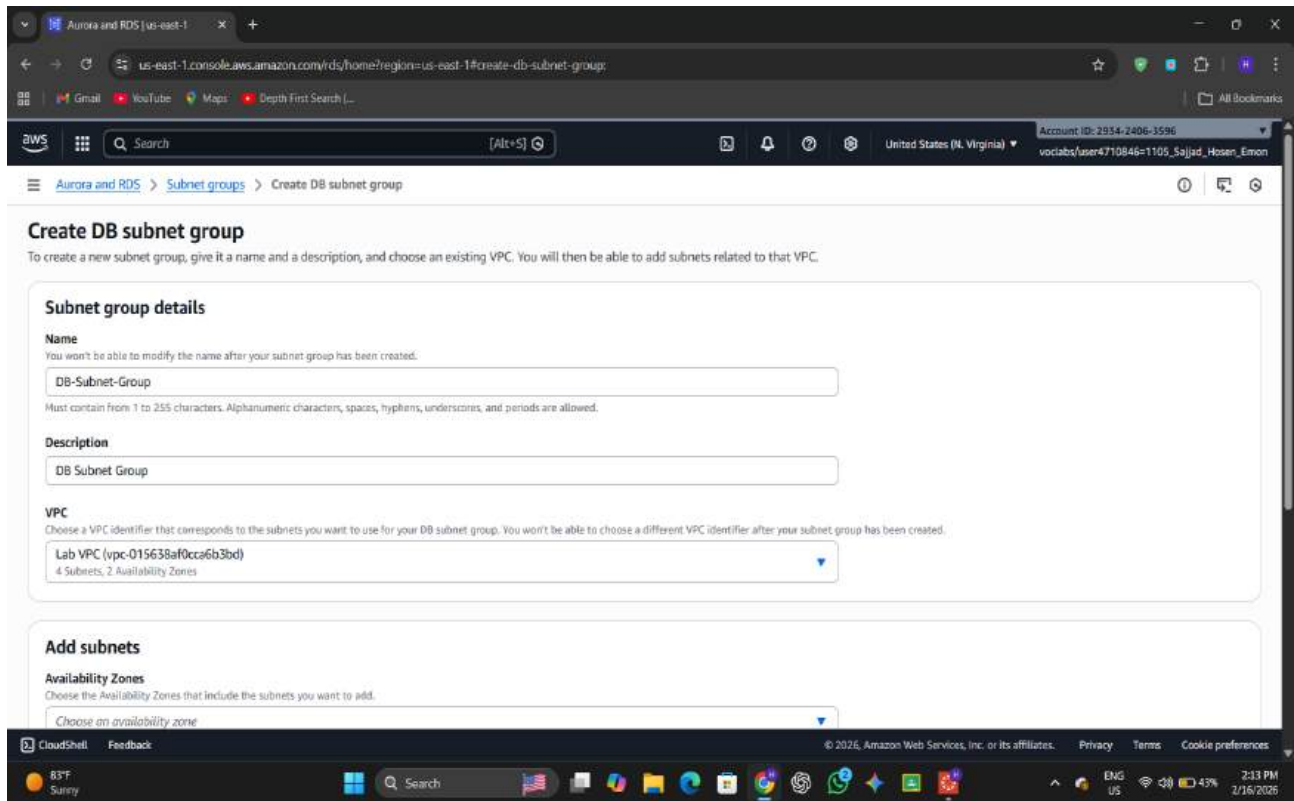 Aurora and RDS | us-east-1
us-east-1.console.aws.amazon.com/rds/home?region=us-east-1#create-db-subnet-group:
Gmail YouTube Maps Depth First Search (...
All Bookmarks
aws Search [Alt+S] United States (N. Virginia) Account ID: 2934-2406-3596
voclabs/user4710846=1105_Sajjad_Hosen_Emon
Aurora and RDS > Subnet groups > Create DB subnet group
Create DB subnet group
To create a new subnet group, give it a name and a description, and choose an existing VPC. You will then be able to add subnets related to that VPC.
Subnet group details
Name
You won't be able to modify the name after your subnet group has been created.
DB-Subnet-Group
Must contain from 1 to 255 characters. Alphanumeric characters, spaces, hyphens, underscores, and periods are allowed.
Description
DB Subnet Group
VPC
Choose a VPC identifier that corresponds to the subnets you want to use for your DB subnet group. You won't be able to choose a different VPC identifier after your subnet group has been created.
Lab VPC (vpc-015638af0cca6b3bd)
4 Subnets, 2 Availability Zones
Add subnets
Availability Zones
Choose the Availability Zones that include the subnets you want to add.
Choose an availability zone
CloudShell Feedback © 2026, Amazon Web Services, Inc. or its affiliates. Privacy Terms Cookie preferences
83°F
Sunny
Search
2
ENG
US
43%
2:13 PM
2/16/2026